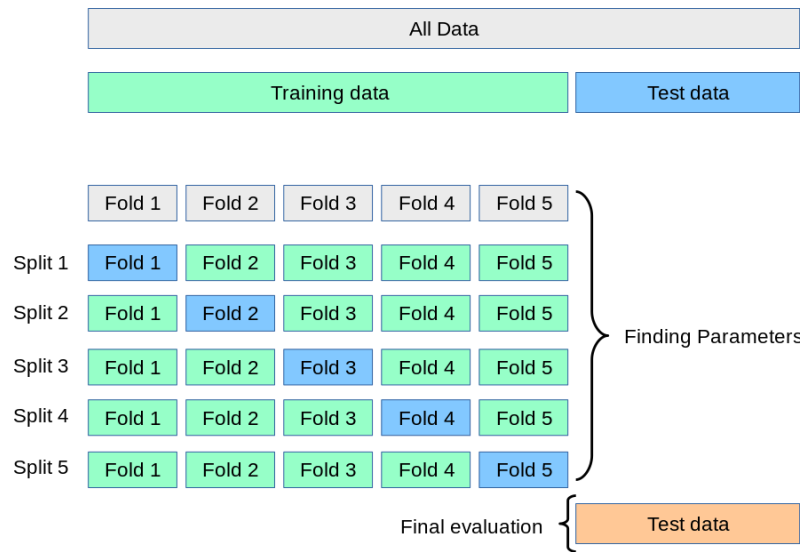 All Data
Training data Test data
Fold 1 Fold 2 Fold 3 Fold 4 Fold 5
Split 1 Fold 1 Fold 2 Fold 3 Fold 4 Fold 5
Split 2 Fold 1 Fold 2 Fold 3 Fold 4 Fold 5
Finding Parameters
Split 3 Fold 1 Fold 2 Fold 3 Fold 4 Fold 5
Split 4 Fold 1 Fold 2 Fold 3 Fold 4 Fold 5
Split 5 Fold 1 Fold 2 Fold 3 Fold 4 Fold 5
Final evaluation Test data